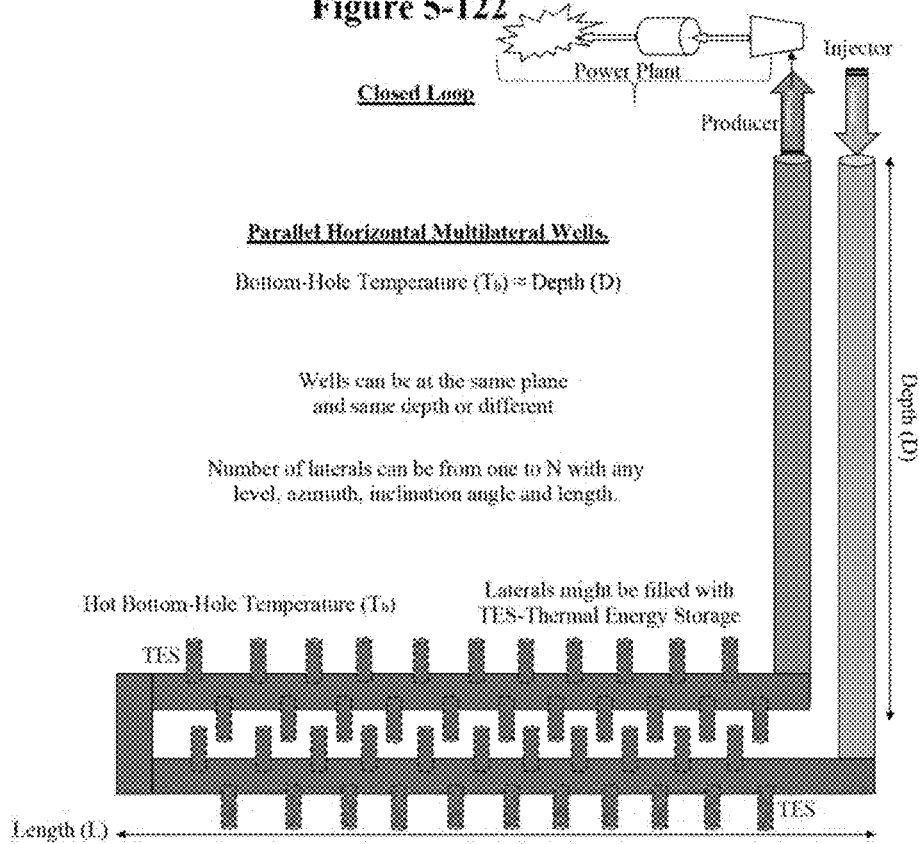 Figure 5-122
Power Plant
Injector
Closed Loop
Producer
Parallel Horizontal Multilateral Wells.
Bottom-Hole Temperature (Tb) ≈ Depth (D)
Wells can be at the same plane
and same depth or different
Depth (D)
Number of laterals can be from one to N with any
level, azimuth, inclination angle and length.
Hot Bottom-Hole Temperature (Tb)
Laterals might be filled with
TES-Thermal Energy Storage
TES
TES
Length (L)